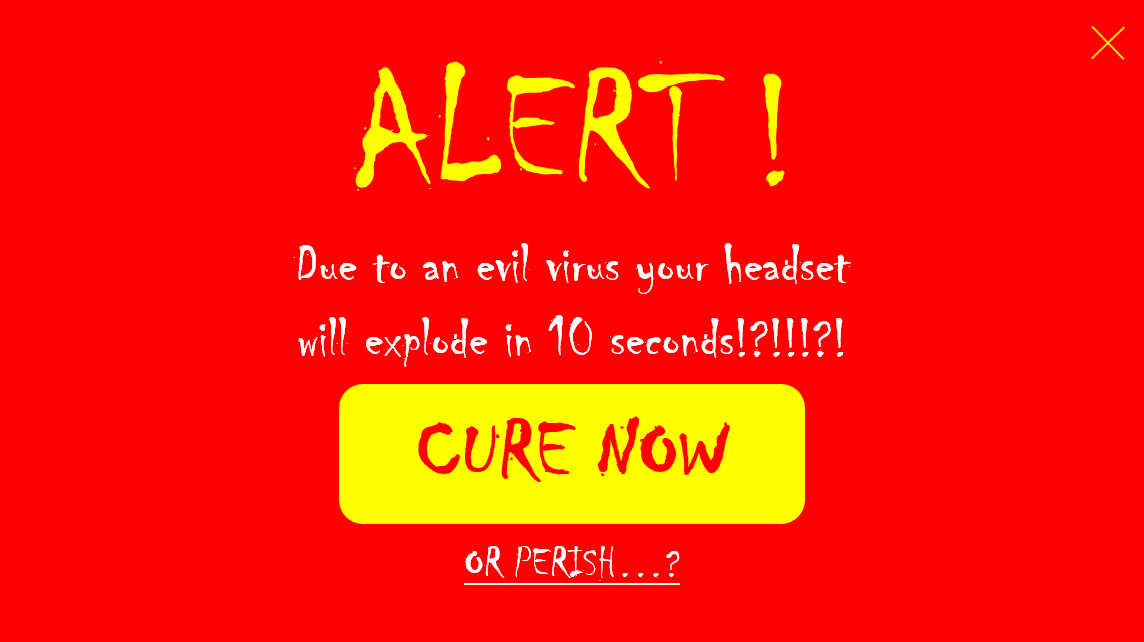 ALERT !
Due to an evil virus your headset
will explode in 10 seconds!?!!!?!
CURE NOW
OR PERISH...?